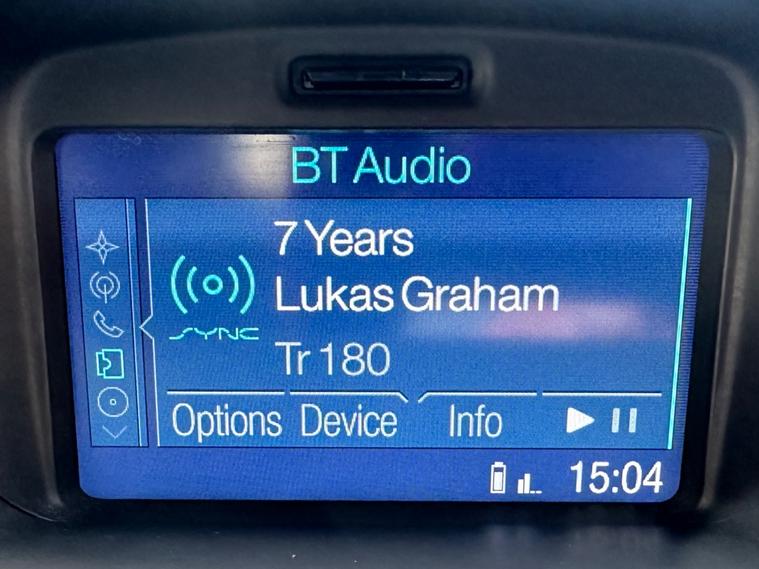 BT Audio
7 Years
Lukas Graham
SYNC
Tr 180
Options Device Info
15:04